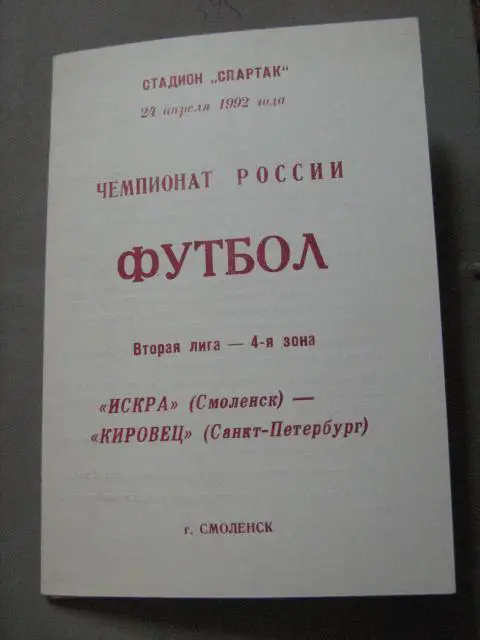 СТАДИОН „СПАРТАК“
24 апреля 1992 года
ЧЕМПИОНАТ РОССИИ
ФУТБОЛ
Вторая лига — 4-я зона
«ИСКРА» (Смоленск) —
«КИРОВЕЦ» (Санкт-Петербург)
г. СМОЛЕНСК